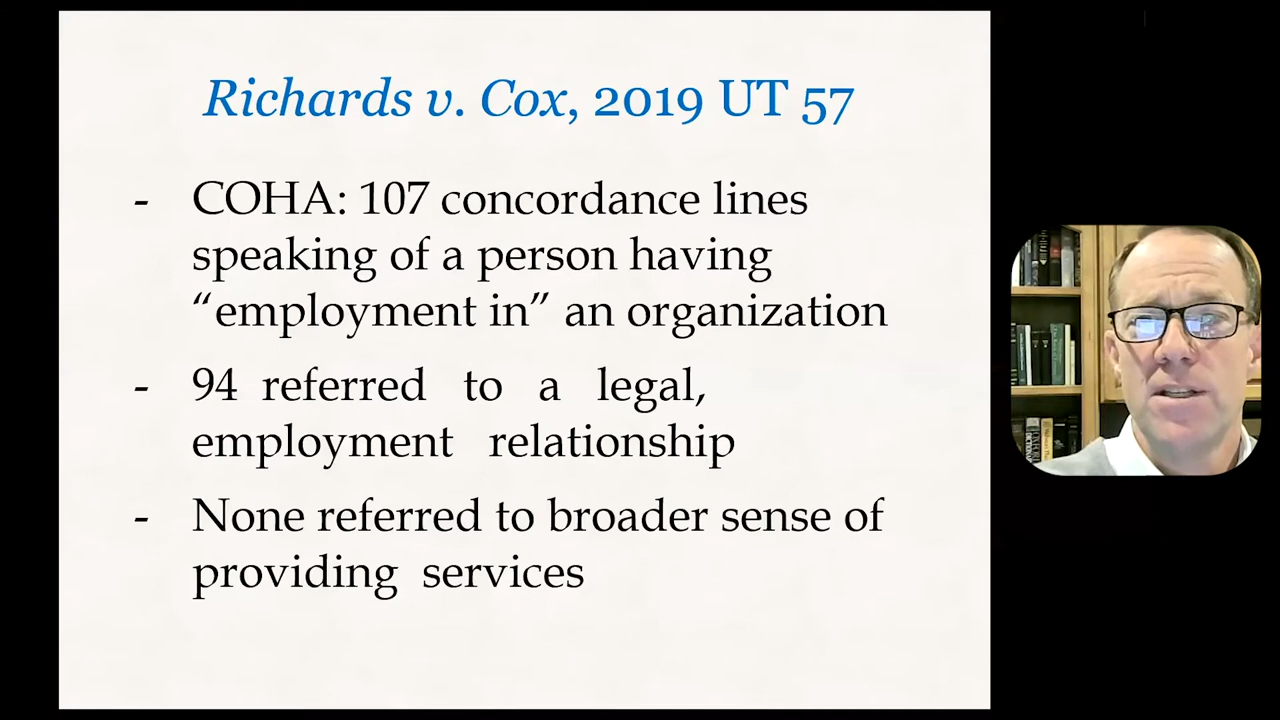 Richards v. Cox, 2019 UT 57
- COHA: 107 concordance lines
speaking of a person having
“employment in” an organization
- 94 referred to a legal,
employment relationship
- None referred to broader sense of
providing services